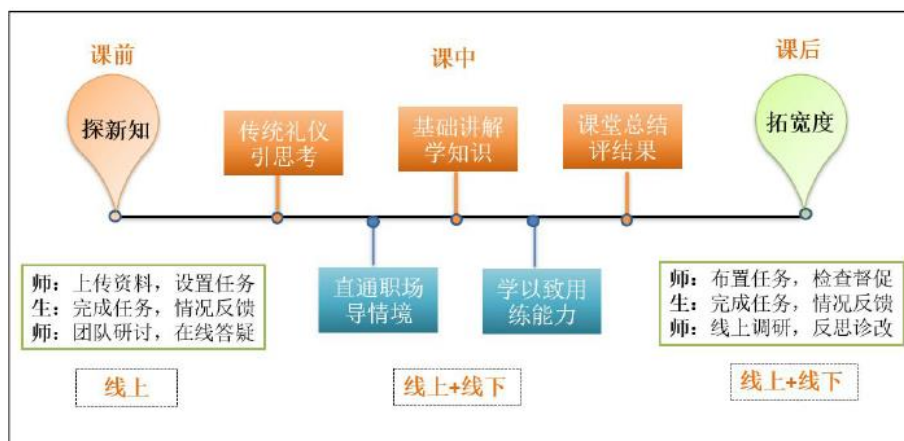 课前
课中
课后
探新知
传统礼仪
引思考
基础讲解
学知识
课堂总结
评结果
拓宽度
直通职场
导情境
学以致用
练能力
师：上传资料，设置任务
生：完成任务，情况反馈
师：团队研讨，在线答疑
师：布置任务，检查督促
生：完成任务，情况反馈
师：线上调研，反思诊改
线上
线上+线下
线上+线下